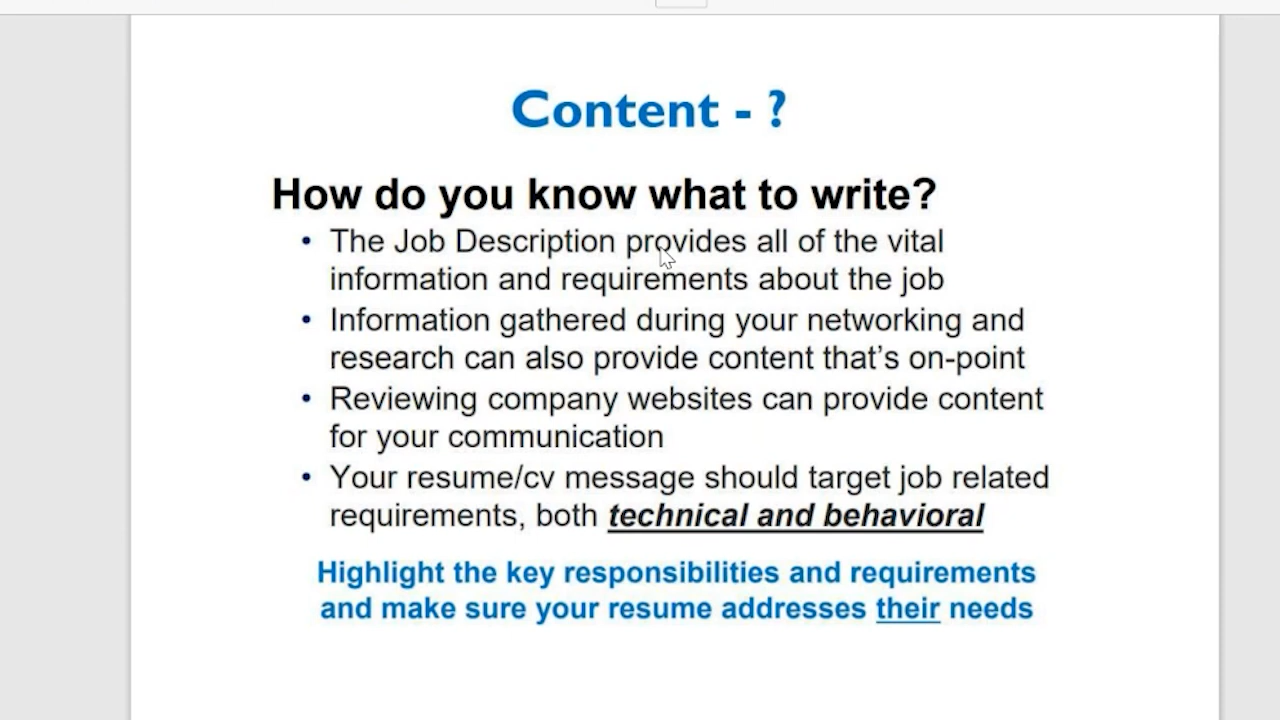 Content - ?
How do you know what to write?
• The Job Description provides all of the vital
information and requirements about the job
• Information gathered during your networking and
research can also provide content that’s on-point
• Reviewing company websites can provide content
for your communication
• Your resume/cv message should target job related
requirements, both technical and behavioral
Highlight the key responsibilities and requirements
and make sure your resume addresses their needs